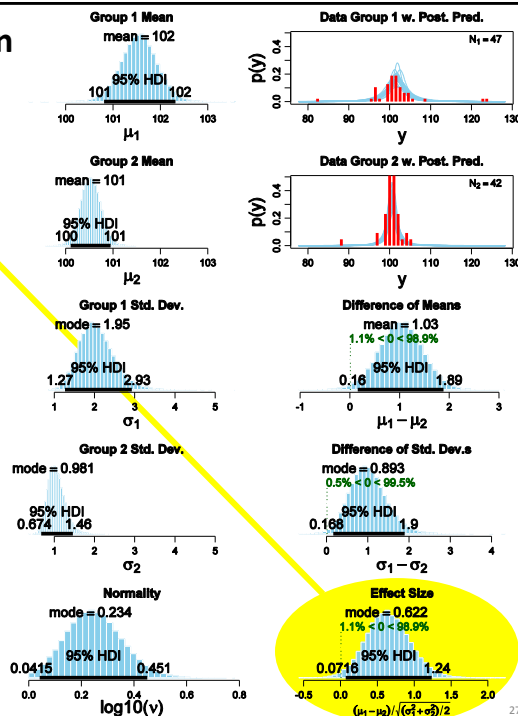 n
Group 1 Mean
mean = 102
95% HDI
101 102
100 101 102 103
μ1
Data Group 1 w. Post. Pred.
N1 = 47
p(y)
0.0 0.2 0.4
80 90 100 110 120 130
y
Group 2 Mean
mean = 101
95% HDI
100 101
100 101 102 103
μ2
Data Group 2 w. Post. Pred.
N2 = 42
p(y)
0.0 0.2 0.4
80 90 100 110 120 130
y
Group 1 Std. Dev.
mode = 1.95
95% HDI
1.27 2.93
1 2 3 4 5
σ1
Difference of Means
mean = 1.03
1.1% < 0 < 98.9%
95% HDI
0.16 1.89
-1 0 1 2 3
μ1 − μ2
Group 2 Std. Dev.
mode = 0.981
95% HDI
0.674 1.46
1 2 3 4 5
σ2
Difference of Std. Dev.s
mode = 0.893
0.5% < 0 < 99.5%
95% HDI
0.168 1.9
0 1 2 3 4
σ1 − σ2
Normality
mode = 0.234
95% HDI
0.0415 0.451
0.0 0.2 0.4 0.6 0.8
log10(ν)
Effect Size
mode = 0.622
1.1% < 0 < 98.9%
95% HDI
0.0716 1.24
-0.5 0.0 0.5 1.0 1.5 2.0
(μ1 − μ2)/√(σ1² + σ2²)/2
27